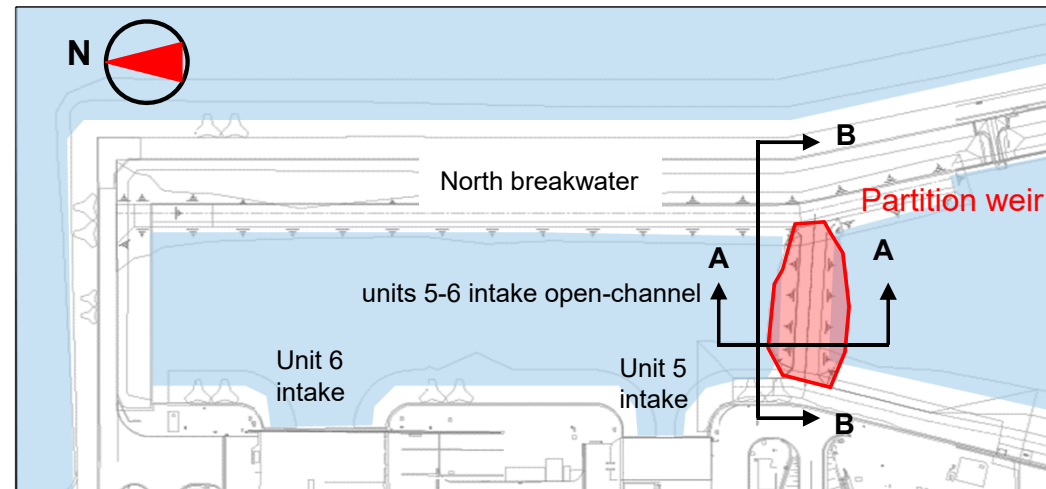 N
B
North breakwater
Partition weir
A
A
units 5-6 intake open-channel
Unit 6
intake
Unit 5
intake
B